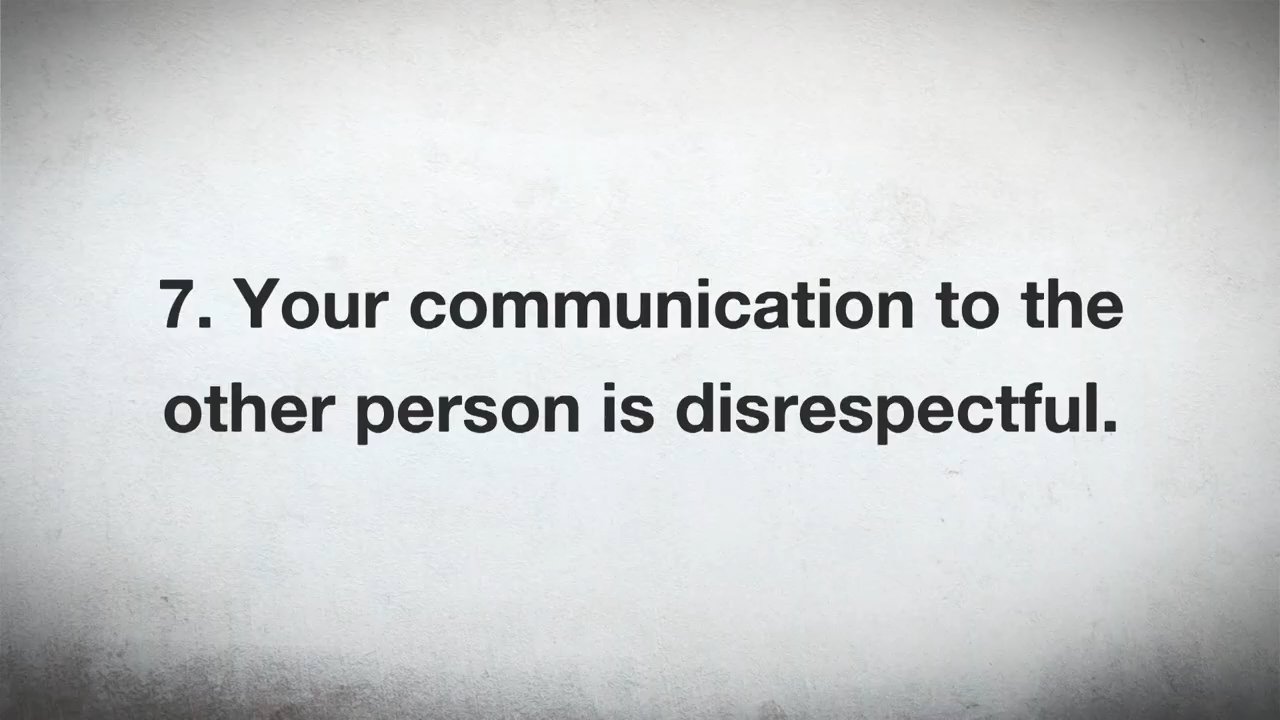 7. Your communication to the
other person is disrespectful.